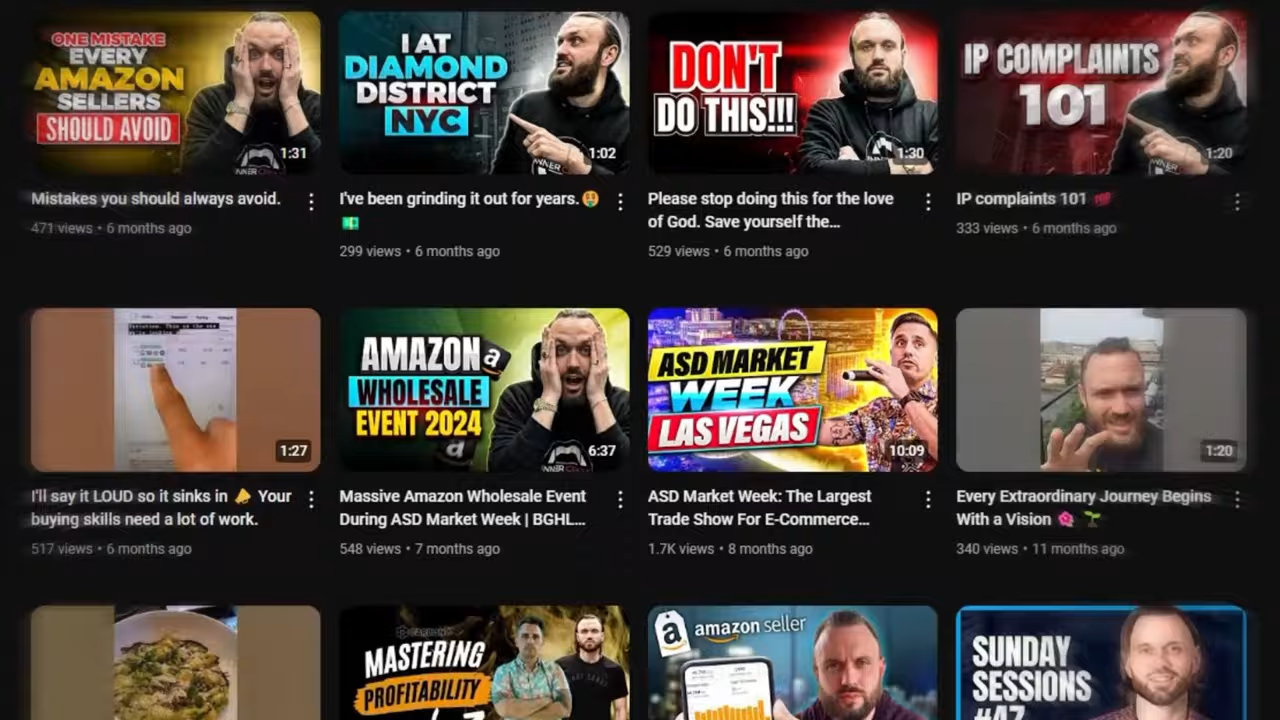 ONE MISTAKE
EVERY
AMAZON
SELLERS
SHOULD AVOID
1:31
I AT
DIAMOND
DISTRICT
NYC
1:02
DON'T
DO THIS!!!
1:30
IP COMPLAINTS
101
1:20
Mistakes you should always avoid.
471 views • 6 months ago
I've been grinding it out for years. 🤑
💵
299 views • 6 months ago
Please stop doing this for the love
of God. Save yourself the...
529 views • 6 months ago
IP complaints 101 💯
333 views • 6 months ago
1:27
AMAZON
WHOLESALE
EVENT 2024
6:37
ASD MARKET
WEEK
LAS VEGAS
10:09
1:20
I'll say it LOUD so it sinks in 📣 Your
buying skills need a lot of work.
517 views • 6 months ago
Massive Amazon Wholesale Event
During ASD Market Week | BGHL...
548 views • 7 months ago
ASD Market Week: The Largest
Trade Show For E-Commerce...
1.7K views • 8 months ago
Every Extraordinary Journey Begins
With a Vision 🌺 🌱
340 views • 11 months ago
MASTERING
PROFITABILITY
amazon seller
SUNDAY
SESSIONS
#47